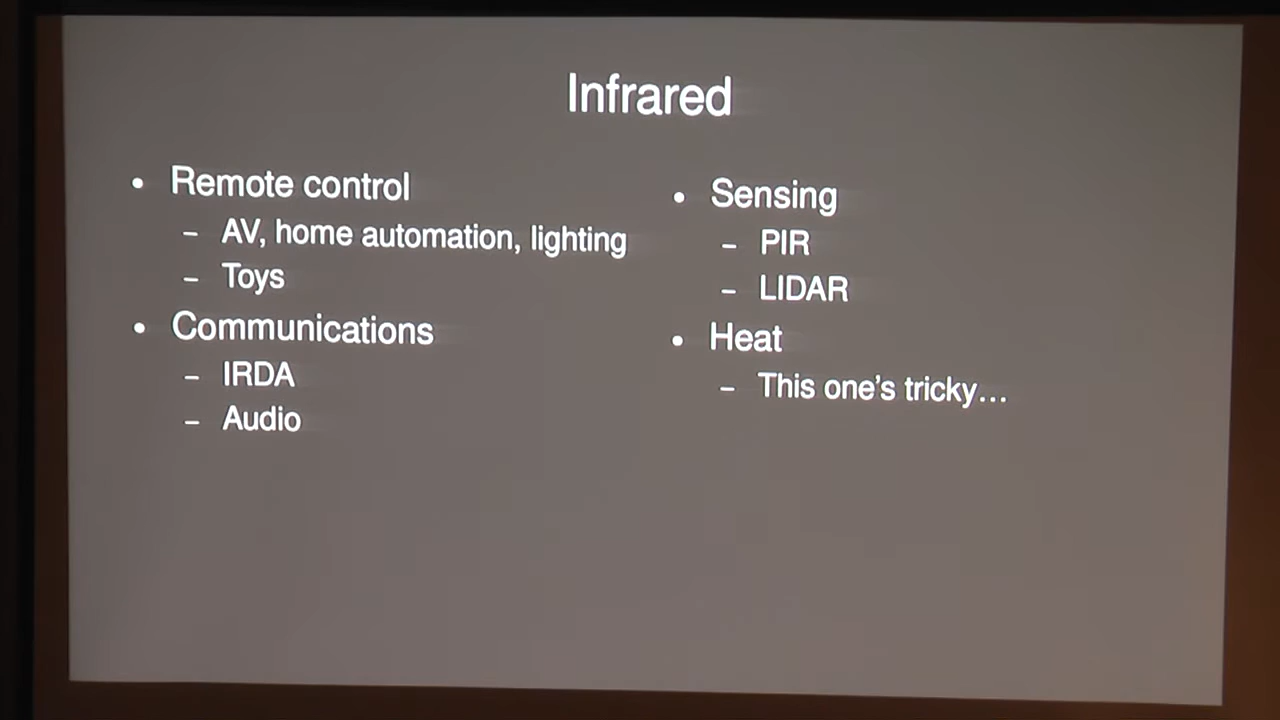 Infrared
• Remote control
– AV, home automation, lighting
– Toys
• Communications
– IRDA
– Audio
• Sensing
– PIR
– LIDAR
• Heat
– This one’s tricky…